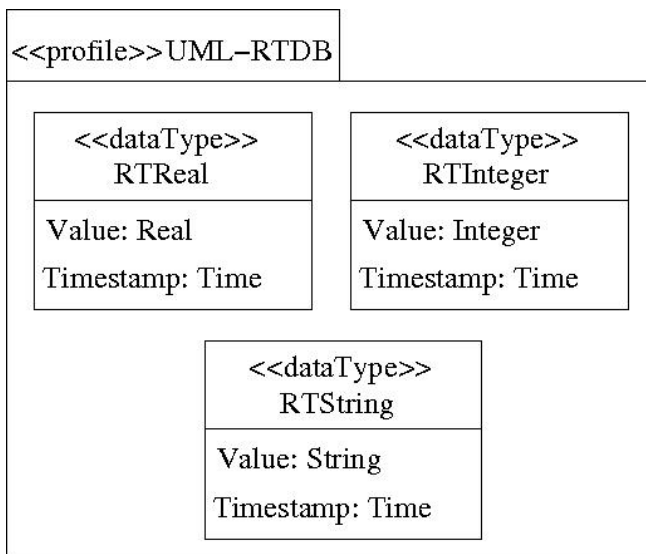 <<profile>>UML–RTDB
<<dataType>>
RTReal
Value: Real
Timestamp: Time
<<dataType>>
RTInteger
Value: Integer
Timestamp: Time
<<dataType>>
RTString
Value: String
Timestamp: Time